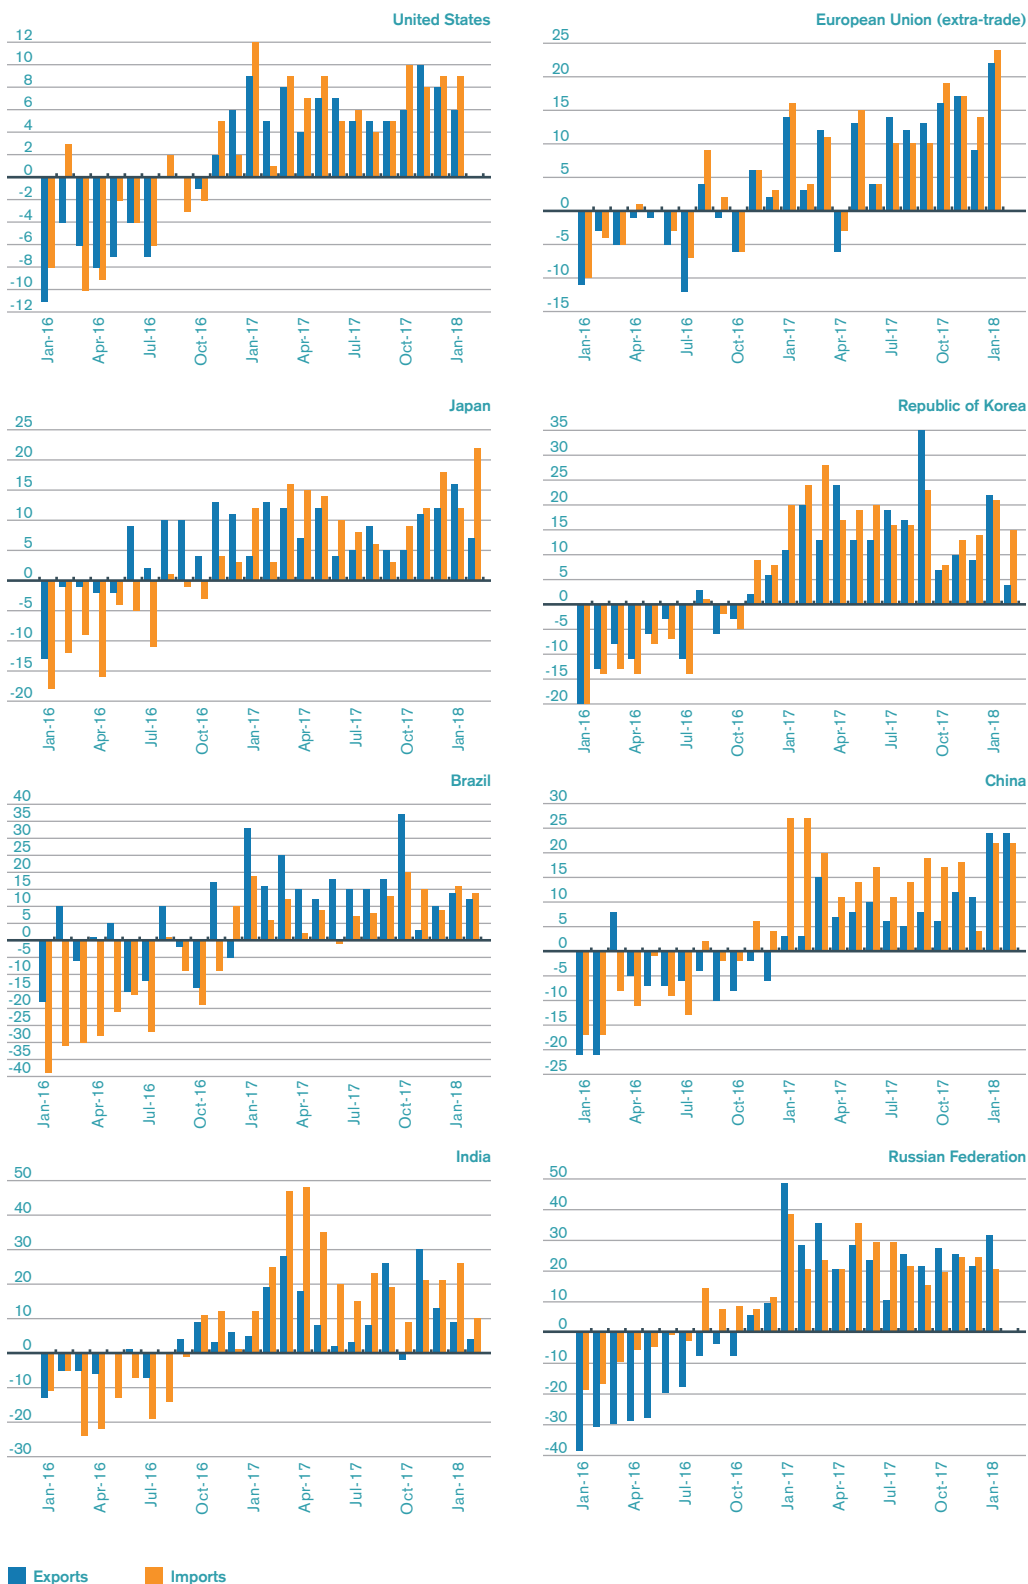 United States
12
10
8
6
4
2
0
-2
-4
-6
-8
-10
-12
Jan-16
Apr-16
Jul-16
Oct-16
Jan-17
Apr-17
Jul-17
Oct-17
Jan-18
European Union (extra-trade)
25
20
15
10
5
0
-5
-10
-15
Jan-16
Apr-16
Jul-16
Oct-16
Jan-17
Apr-17
Jul-17
Oct-17
Jan-18
Japan
25
20
15
10
5
0
-5
-10
-15
-20
Jan-16
Apr-16
Jul-16
Oct-16
Jan-17
Apr-17
Jul-17
Oct-17
Jan-18
Republic of Korea
35
30
25
20
15
10
5
0
-5
-10
-15
-20
Jan-16
Apr-16
Jul-16
Oct-16
Jan-17
Apr-17
Jul-17
Oct-17
Jan-18
Brazil
40
35
30
25
20
15
10
5
0
-5
-10
-15
-20
-25
-30
-35
-40
Jan-16
Apr-16
Jul-16
Oct-16
Jan-17
Apr-17
Jul-17
Oct-17
Jan-18
China
30
25
20
15
10
5
0
-5
-10
-15
-20
-25
Jan-16
Apr-16
Jul-16
Oct-16
Jan-17
Apr-17
Jul-17
Oct-17
Jan-18
India
50
40
30
20
10
0
-10
-20
-30
Jan-16
Apr-16
Jul-16
Oct-16
Jan-17
Apr-17
Jul-17
Oct-17
Jan-18
Russian Federation
50
40
30
20
10
0
-10
-20
-30
-40
Jan-16
Apr-16
Jul-16
Oct-16
Jan-17
Apr-17
Jul-17
Oct-17
Jan-18
Exports
Imports